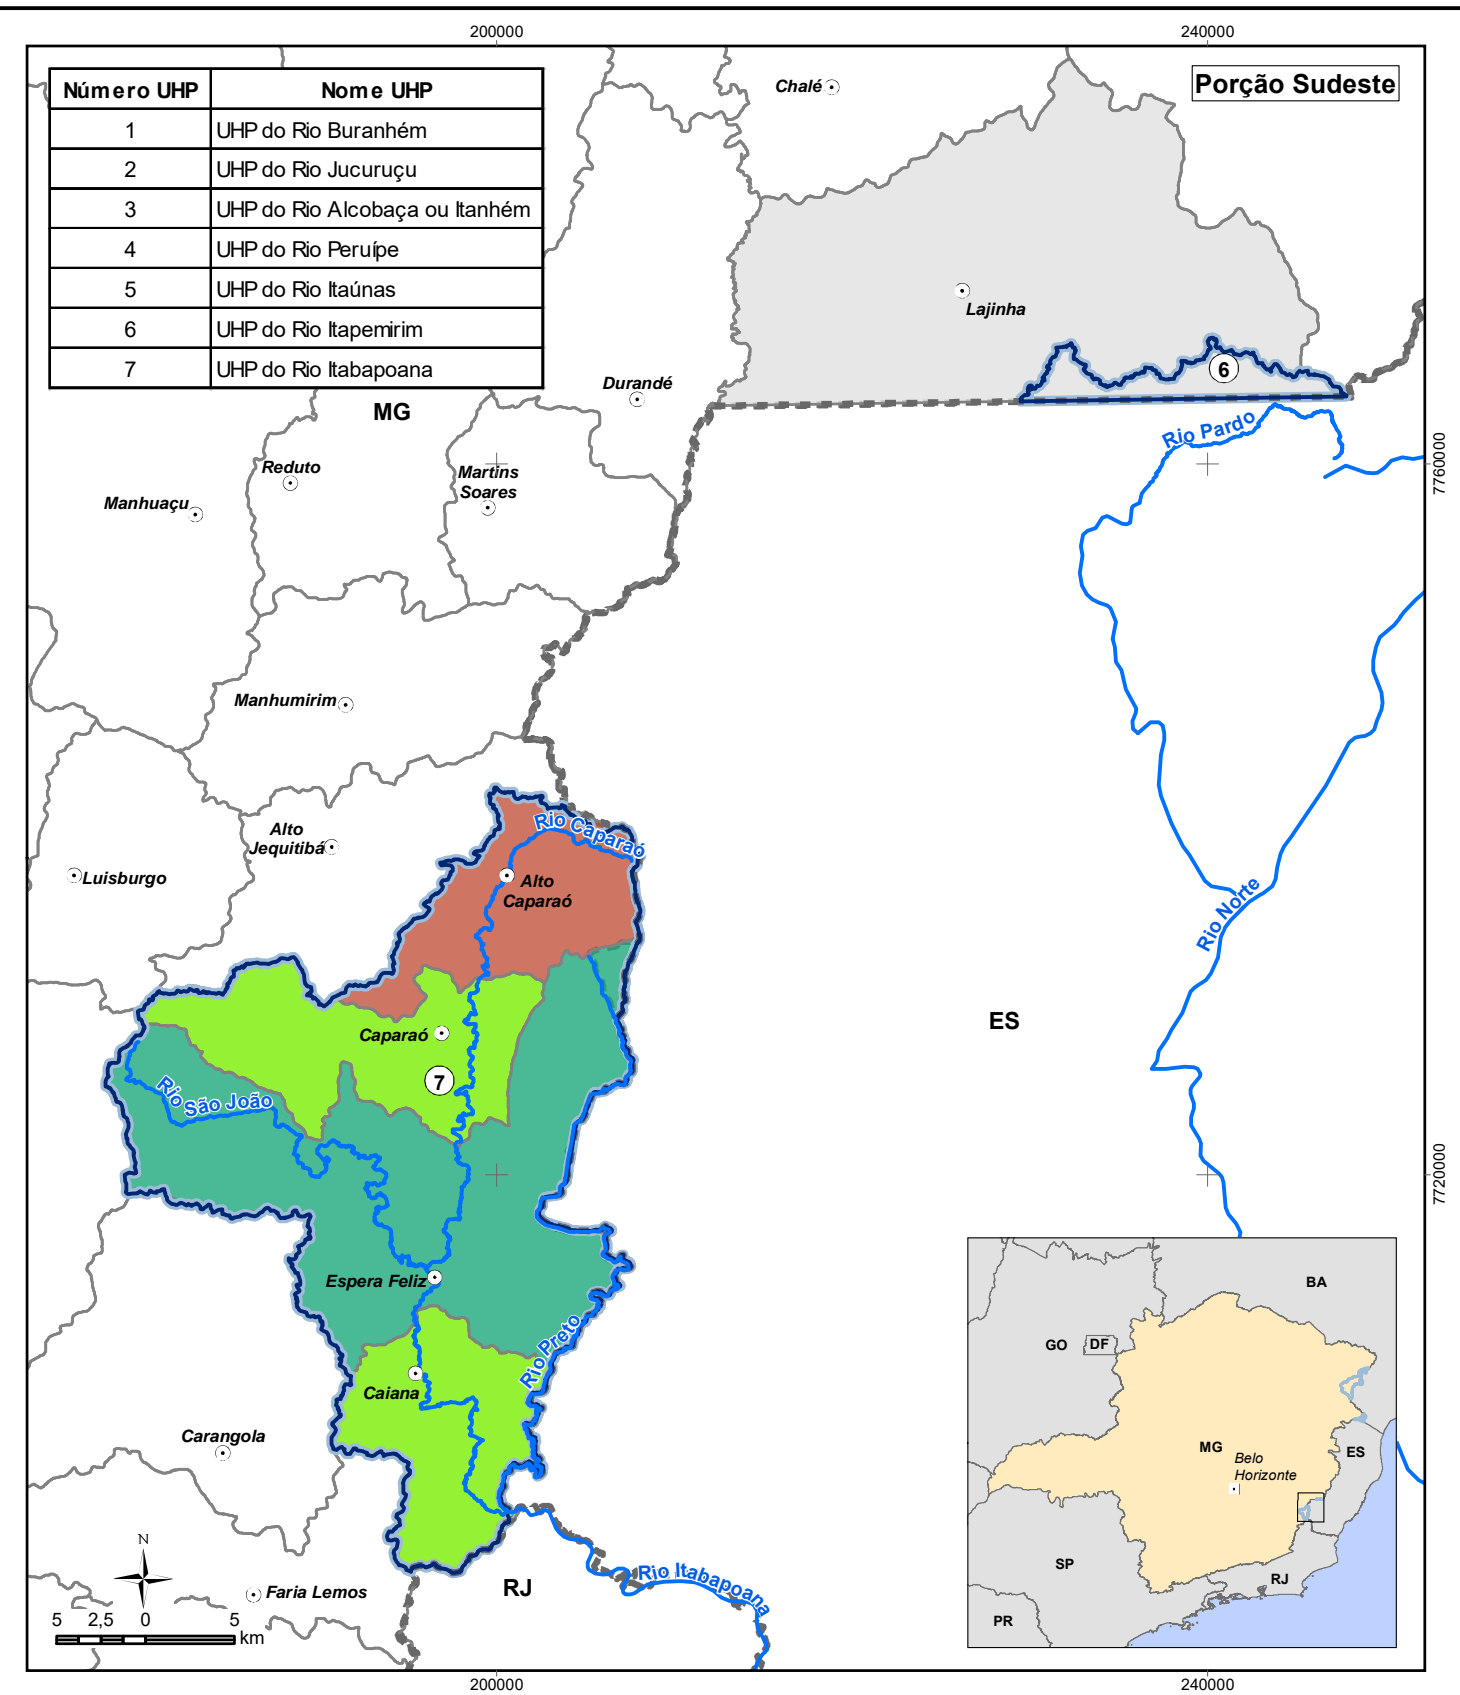 200000
240000
Número UHP
Nome UHP
1
UHP do Rio Buranhém
2
UHP do Rio Jucuruçu
3
UHP do Rio Alcobaça ou Itanhém
4
UHP do Rio Peruípe
5
UHP do Rio Itaúnas
6
UHP do Rio Itapemirim
7
UHP do Rio Itabapoana
Porção Sudeste
Chalé
Lajinha
6
Durandé
MG
Rio Pardo
Reduto
Martins
Soares
Manhuaçu
7760000
Manhumirim
Alto
Jequitibá
Rio Caparaó
Luisburgo
Alto
Caparaó
Rio Norte
Caparaó
ES
7
Rio
São João
7720000
Espera Feliz
Rio Preto
Caiana
Carangola
N
Faria Lemos
RJ
Rio Itabapoana
5
2,5
0
5
km
BA
GO
DF
MG
Belo
Horizonte
ES
SP
RJ
PR
200000
240000